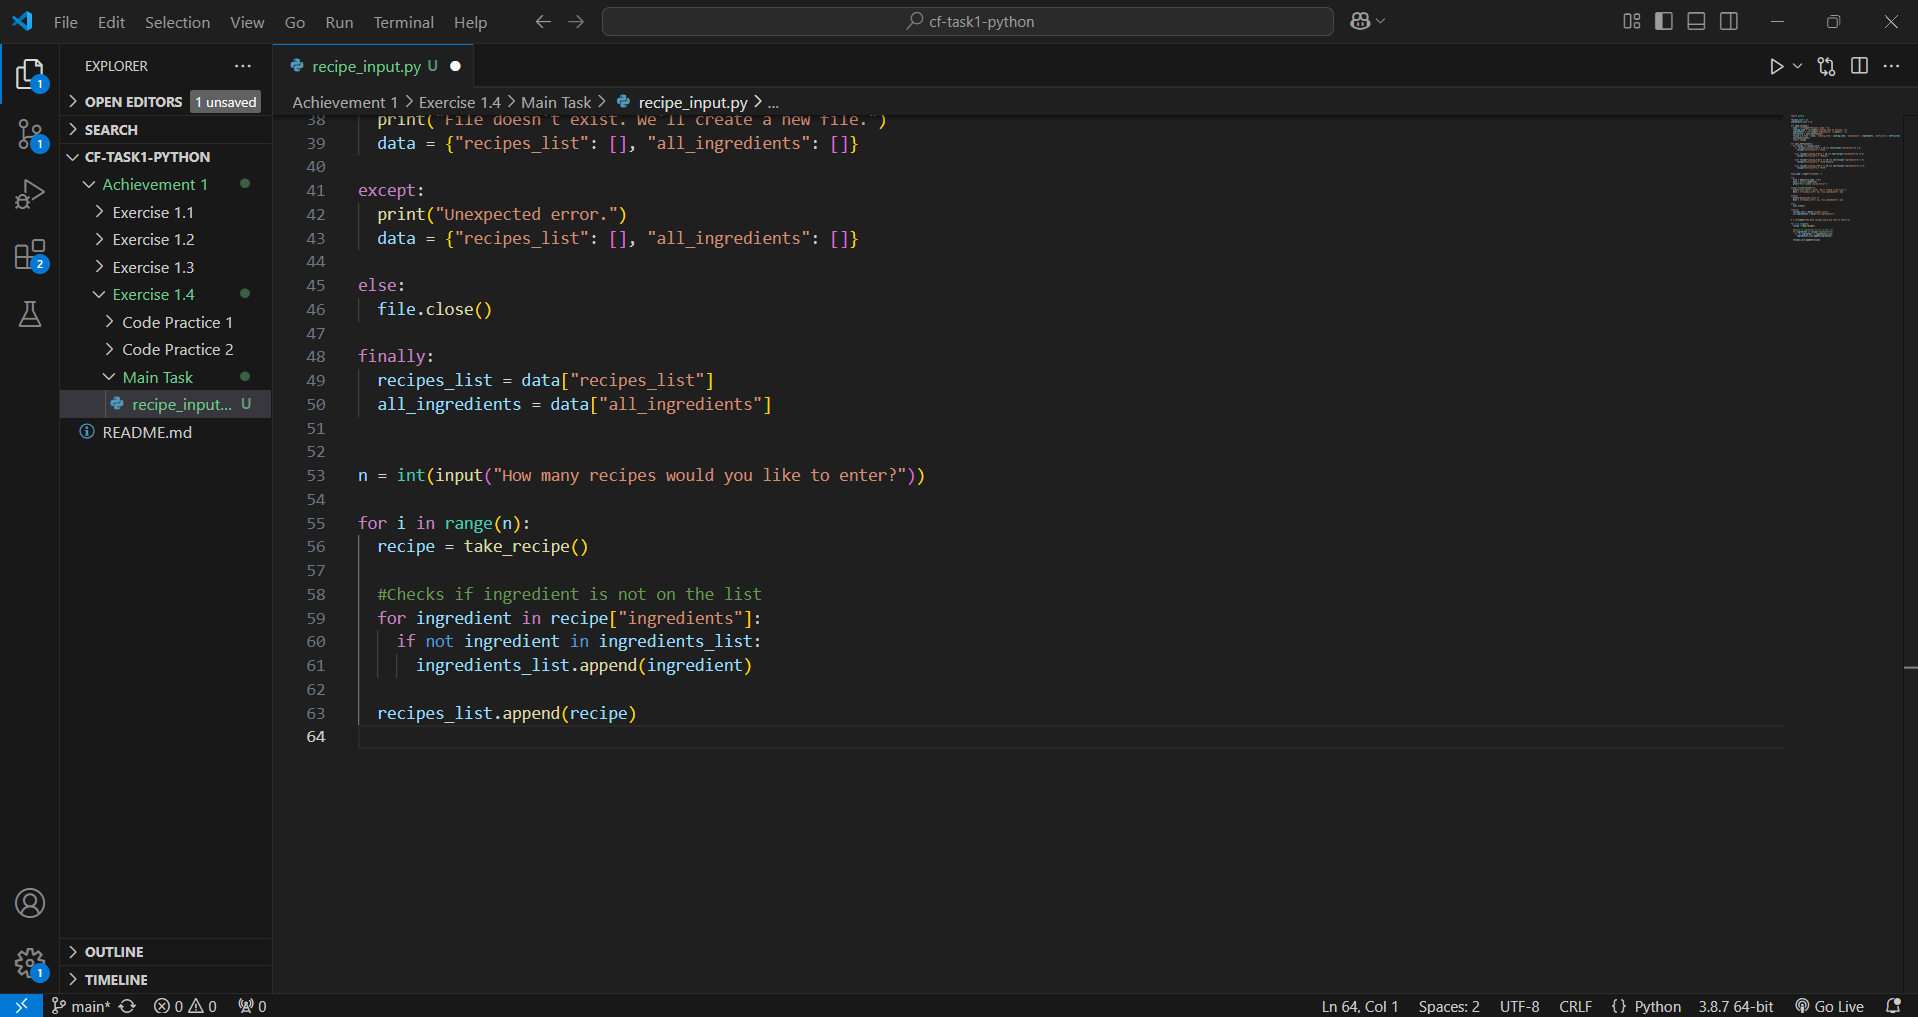 File Edit Selection View Go Run Terminal Help
cf-task1-python
EXPLORER
OPEN EDITORS 1 unsaved
SEARCH
CF-TASK1-PYTHON
Achievement 1
Exercise 1.1
Exercise 1.2
Exercise 1.3
Exercise 1.4
Code Practice 1
Code Practice 2
Main Task
recipe_input... U
README.md
OUTLINE
TIMELINE
1
1
2
1
recipe_input.py U
Achievement 1 > Exercise 1.4 > Main Task > recipe_input.py > ...
38 print("File doesn't exist. We'll create a new file.")
39 data = {"recipes_list": [], "all_ingredients": []}
40
41 except:
42 print("Unexpected error.")
43 data = {"recipes_list": [], "all_ingredients": []}
44
45 else:
46 file.close()
47
48 finally:
49 recipes_list = data["recipes_list"]
50 all_ingredients = data["all_ingredients"]
51
52
53 n = int(input("How many recipes would you like to enter?"))
54
55 for i in range(n):
56 recipe = take_recipe()
57
58 #Checks if ingredient is not on the list
59 for ingredient in recipe["ingredients"]:
60 if not ingredient in ingredients_list:
61 ingredients_list.append(ingredient)
62
63 recipes_list.append(recipe)
64
main* 0 0 0 Ln 64, Col 1 Spaces: 2 UTF-8 CRLF {} Python 3.8.7 64-bit Go Live